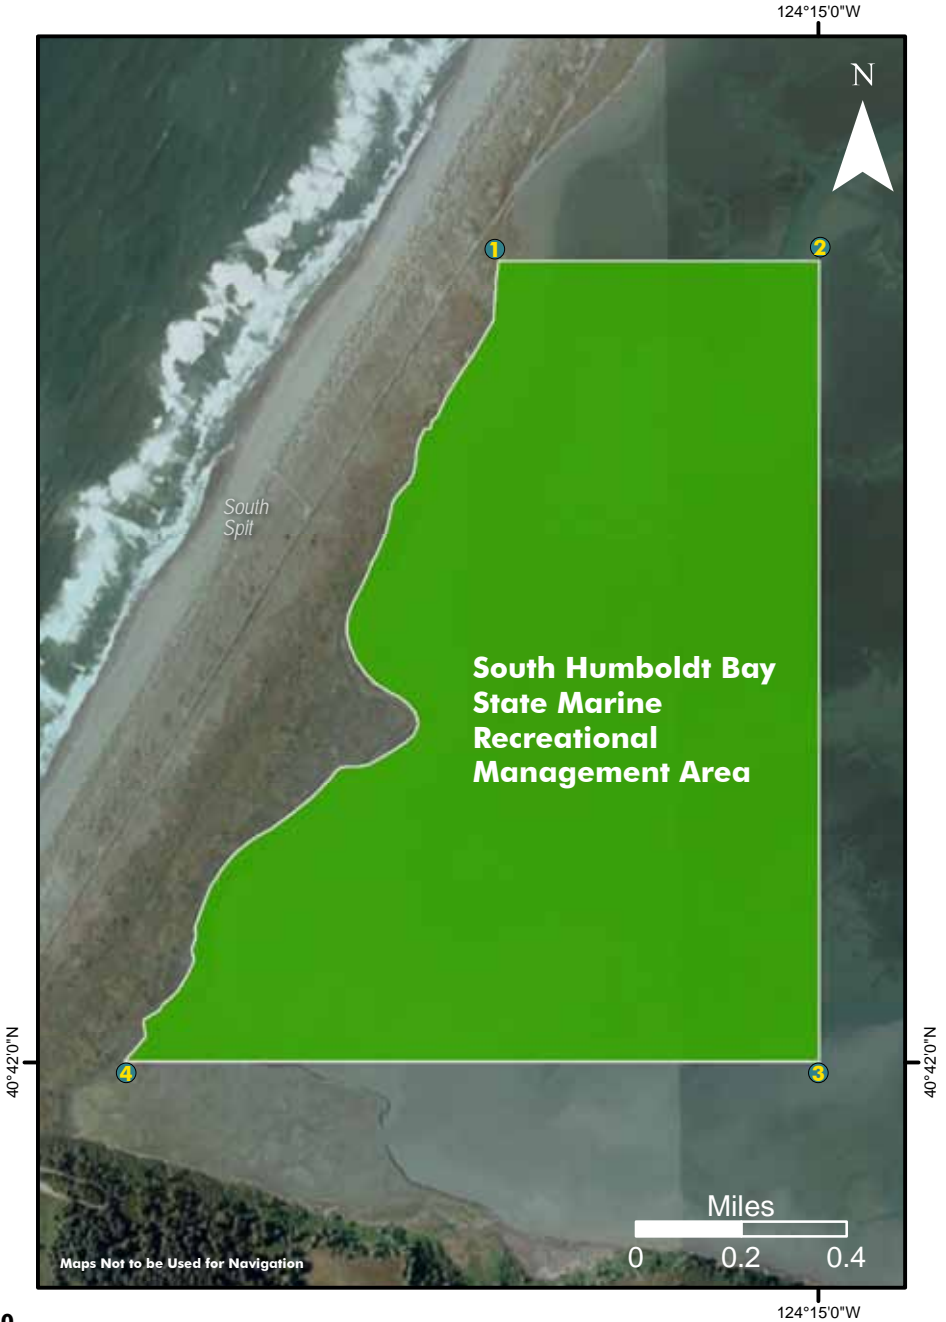 124°15'0"W
N
1
2
South
Spit
South Humboldt Bay
State Marine
Recreational
Management Area
40°42'0"N
40°42'0"N
4
3
Miles
0 0.2 0.4
Maps Not to be Used for Navigation
124°15'0"W